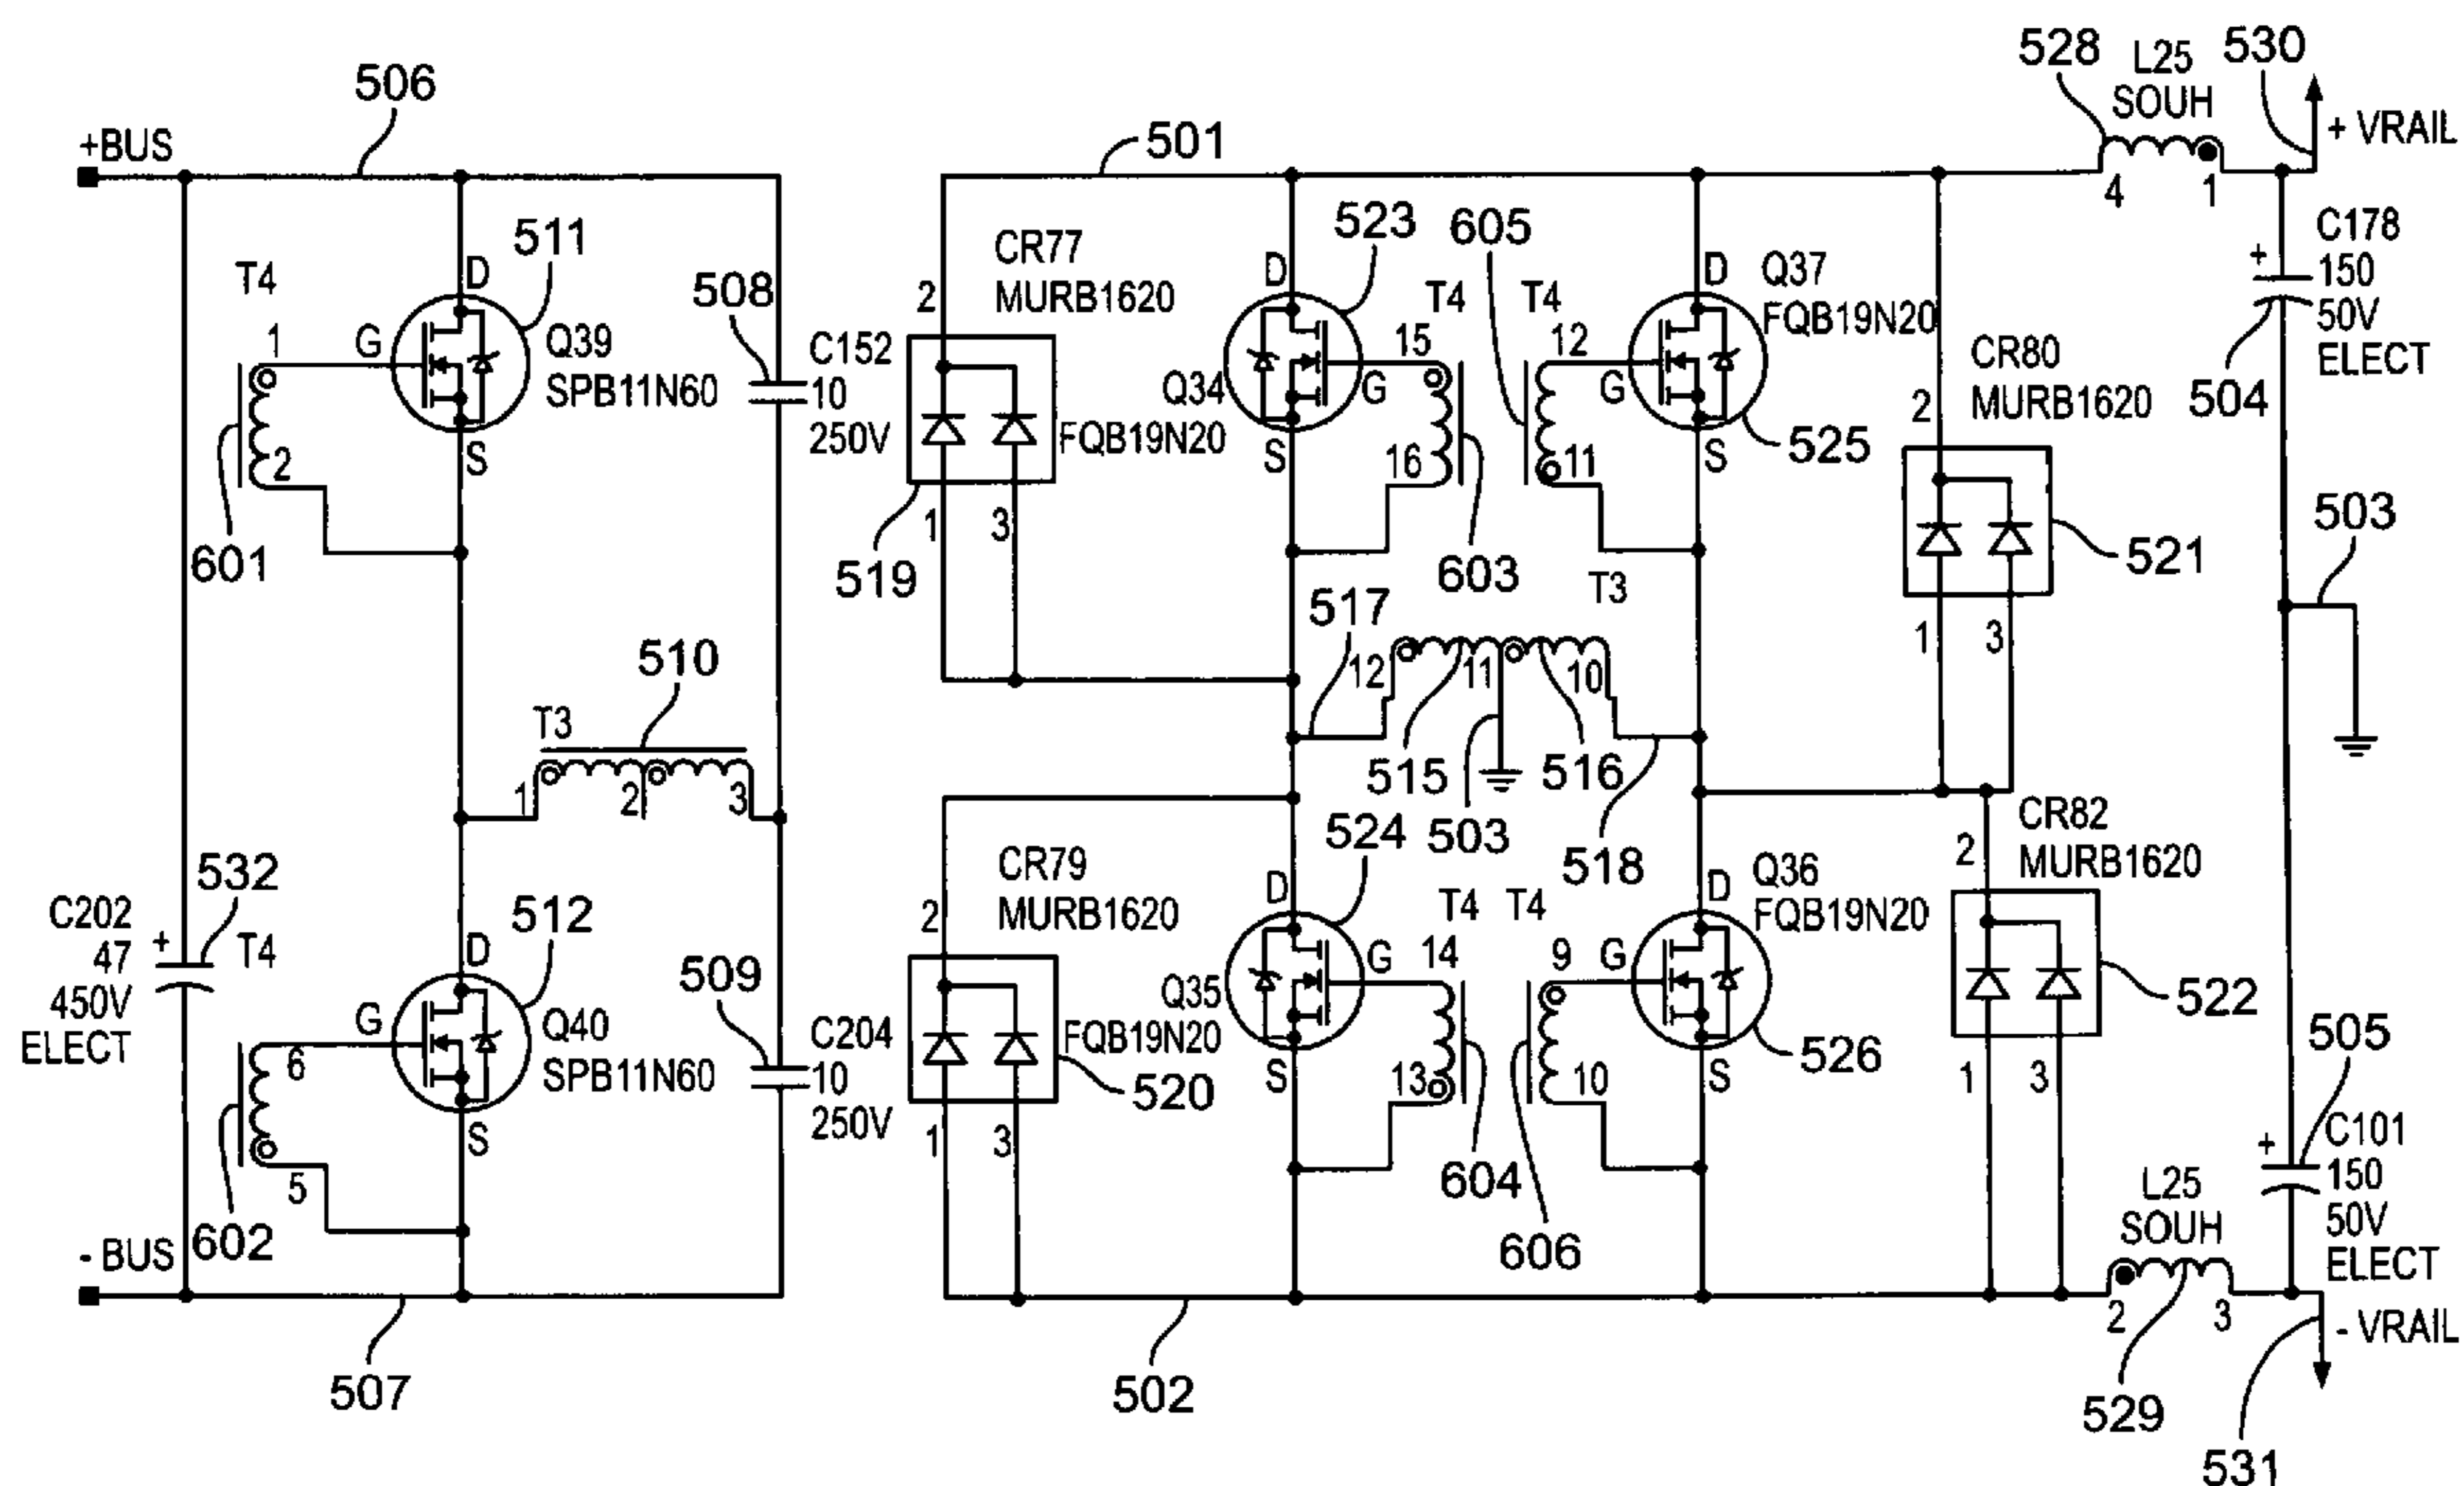 +BUS
506
T4
1
2
601
G
D
S
511
Q39
SPB11N60
508
C152
10
250V
T3
510
1
2
3
C202
47
450V
ELECT
+
532
T4
6
5
602
G
D
S
512
Q40
SPB11N60
509
C204
10
250V
- BUS
507
501
CR77
MURB1620
2
1
3
519
523
D
G
S
Q34
FQB19N20
T4
15
16
603
605
T4
12
11
G
D
S
Q37
FQB19N20
525
T3
517
12
11
10
515
503
516
518
CR79
MURB1620
2
1
3
520
524
D
G
S
Q35
FQB19N20
T4
14
13
604
T4
9
10
606
G
D
S
Q36
FQB19N20
526
502
CR80
MURB1620
2
1
3
521
CR82
MURB1620
2
1
3
522
528
L25
SOUH
4
1
530
+ VRAIL
+
C178
150
50V
ELECT
504
503
505
+
C101
150
50V
ELECT
L25
SOUH
2
3
529
- VRAIL
531